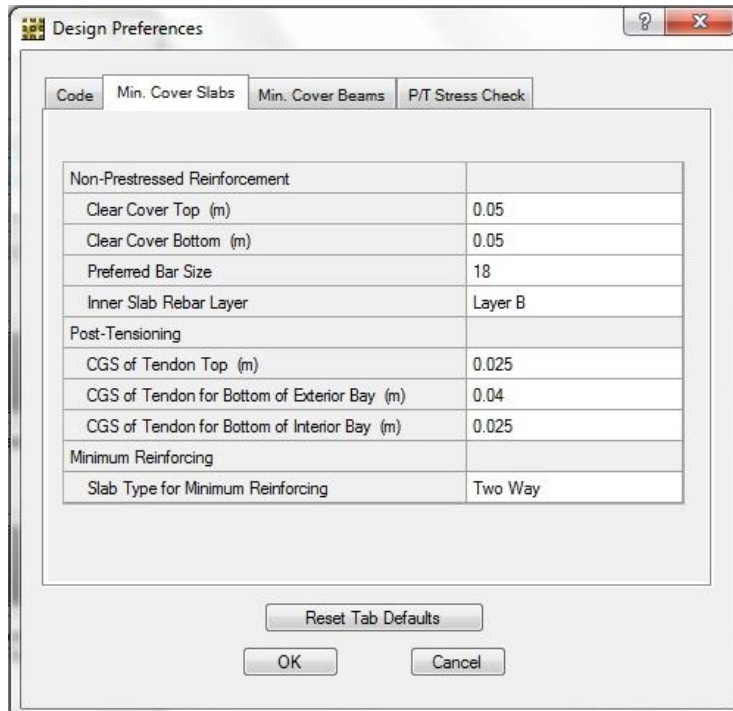 Design Preferences
Code Min. Cover Slabs Min. Cover Beams P/T Stress Check
Non-Prestressed Reinforcement
Clear Cover Top (m) 0.05
Clear Cover Bottom (m) 0.05
Preferred Bar Size 18
Inner Slab Rebar Layer Layer B
Post-Tensioning
CGS of Tendon Top (m) 0.025
CGS of Tendon for Bottom of Exterior Bay (m) 0.04
CGS of Tendon for Bottom of Interior Bay (m) 0.025
Minimum Reinforcing
Slab Type for Minimum Reinforcing Two Way
Reset Tab Defaults
OK Cancel